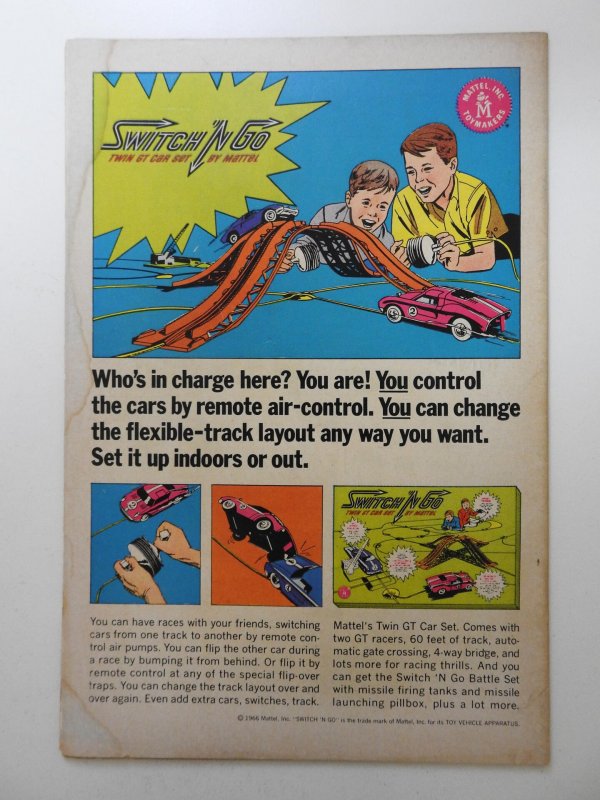 SWITCH 'N GO
TWIN GT CAR SET BY MATTEL
MATTEL, INC.
M
TOYMAKERS
2
Who's in charge here? You are! You control
the cars by remote air-control. You can change
the flexible-track layout any way you want.
Set it up indoors or out.
SWITCH 'N GO
TWIN GT CAR SET BY MATTEL
You can have races with your friends, switching
cars from one track to another by remote con-
trol air pumps. You can flip the other car during
a race by bumping it from behind. Or flip it by
remote control at any of the special flip-over
traps. You can change the track layout over and
over again. Even add extra cars, switches, track.
Mattel's Twin GT Car Set. Comes with
two GT racers, 60 feet of track, auto-
matic gate crossing, 4-way bridge, and
lots more for racing thrills. And you
can get the Switch 'N Go Battle Set
with missile firing tanks and missile
launching pillbox, plus a lot more.
© 1966 Mattel, Inc. "SWITCH 'N GO" is the trade mark of Mattel, Inc. for its TOY VEHICLE APPARATUS.